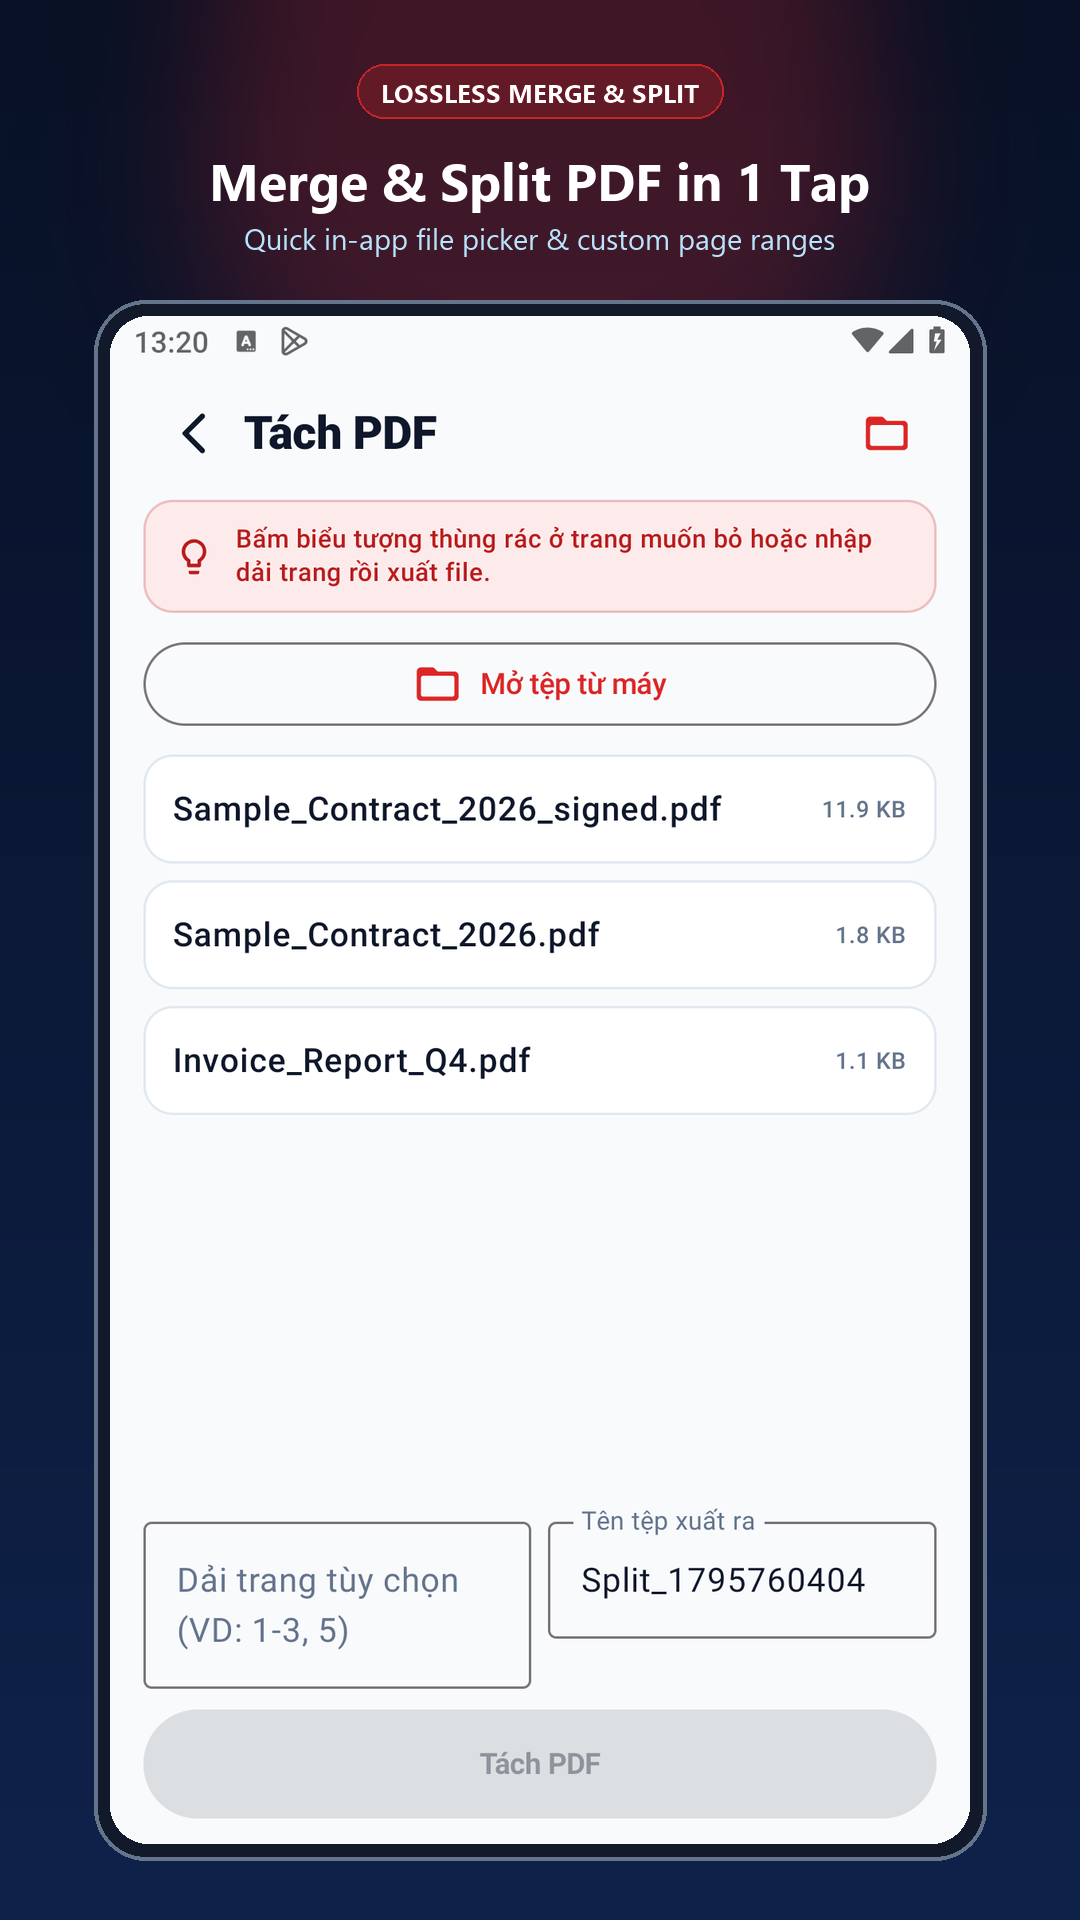 LOSSLESS MERGE & SPLIT
Merge & Split PDF in 1 Tap
Quick in-app file picker & custom page ranges
13:20
Tách PDF
Bấm biểu tượng thùng rác ở trang muốn bỏ hoặc nhập
dải trang rồi xuất file.
Mở tệp từ máy
Sample_Contract_2026_signed.pdf
11.9 KB
Sample_Contract_2026.pdf
1.8 KB
Invoice_Report_Q4.pdf
1.1 KB
Dải trang tùy chọn
(VD: 1-3, 5)
Tên tệp xuất ra
Split_1795760404
Tách PDF